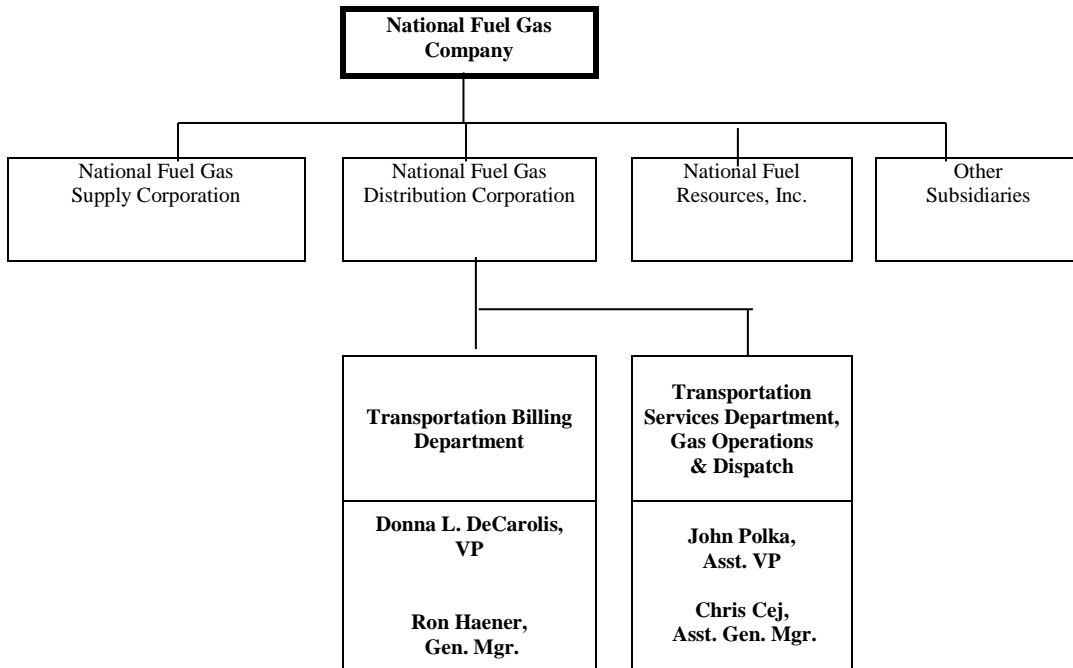 National Fuel Gas
Company
National Fuel Gas
Supply Corporation
National Fuel Gas
Distribution Corporation
National Fuel
Resources, Inc.
Other
Subsidiaries
Transportation Billing
Department
Transportation
Services Department,
Gas Operations
& Dispatch
Donna L. DeCarolis,
VP
Ron Haener,
Gen. Mgr.
John Polka,
Asst. VP
Chris Cej,
Asst. Gen. Mgr.